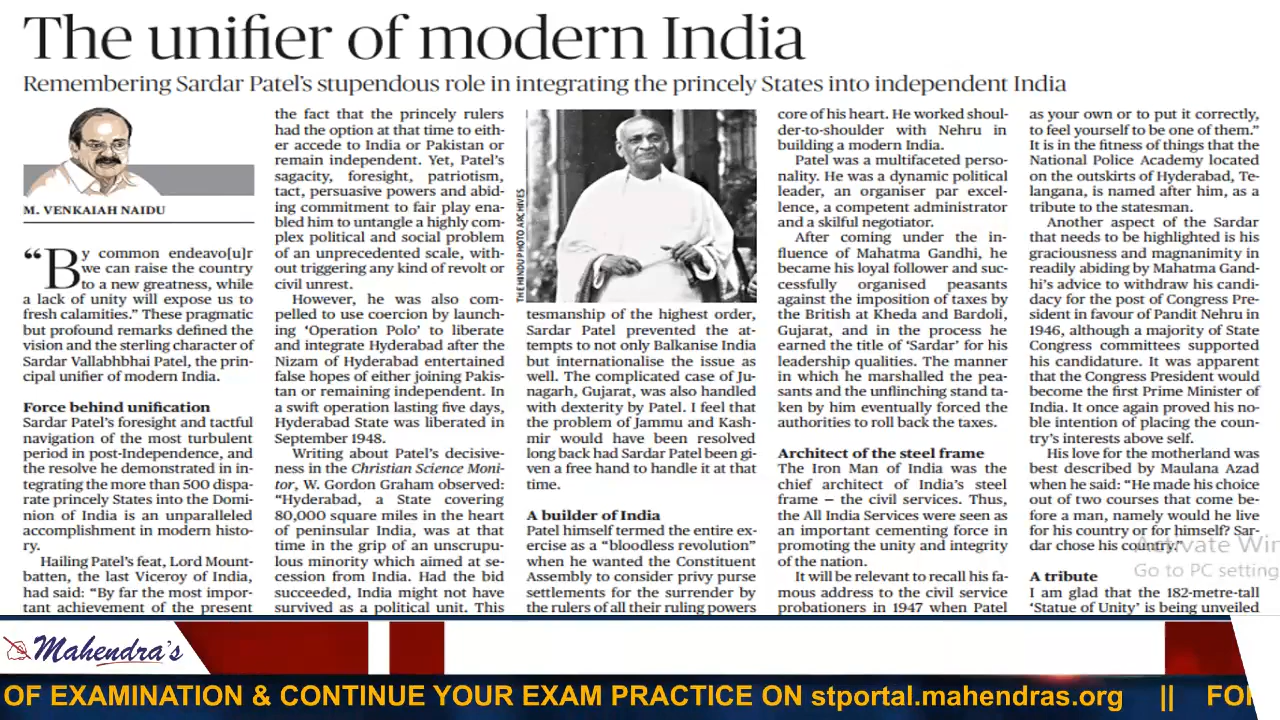 The unifier of modern India
Remembering Sardar Patel's stupendous role in integrating the princely States into independent India
M. VENKAIAH NAIDU
“By common endeavo[u]r
we can raise the country
to a new greatness, while
a lack of unity will expose us to
fresh calamities.” These pragmatic
but profound remarks defined the
vision and the sterling character of
Sardar Vallabhbhai Patel, the prin-
cipal unifier of modern India.
Force behind unification
Sardar Patel's foresight and tactful
navigation of the most turbulent
period in post-Independence, and
the resolve he demonstrated in in-
tegrating the more than 500 dispa-
rate princely States into the Domi-
nion of India is an unparalleled
accomplishment in modern histo-
ry.
Hailing Patel's feat, Lord Mount-
batten, the last Viceroy of India,
had said: “By far the most impor-
tant achievement of the present
the fact that the princely rulers
had the option at that time to eith-
er accede to India or Pakistan or
remain independent. Yet, Patel's
sagacity, foresight, patriotism,
tact, persuasive powers and abid-
ing commitment to fair play ena-
bled him to untangle a highly com-
plex political and social problem
of an unprecedented scale, with-
out triggering any kind of revolt or
civil unrest.
However, he was also com-
pelled to use coercion by launch-
ing ‘Operation Polo’ to liberate
and integrate Hyderabad after the
Nizam of Hyderabad entertained
false hopes of either joining Pakis-
tan or remaining independent. In
a swift operation lasting five days,
Hyderabad State was liberated in
September 1948.
Writing about Patel's decisive-
ness in the Christian Science Moni-
tor, W. Gordon Graham observed:
“Hyderabad, a State covering
80,000 square miles in the heart
of peninsular India, was at that
time in the grip of an unscrupu-
lous minority which aimed at se-
cession from India. Had the bid
succeeded, India might not have
survived as a political unit. This
THE HINDU PHOTO ARCHIVES
tesmanship of the highest order,
Sardar Patel prevented the at-
tempts to not only Balkanise India
but internationalise the issue as
well. The complicated case of Ju-
nagarh, Gujarat, was also handled
with dexterity by Patel. I feel that
the problem of Jammu and Kash-
mir would have been resolved
long back had Sardar Patel been gi-
ven a free hand to handle it at that
time.
A builder of India
Patel himself termed the entire ex-
ercise as a “bloodless revolution”
when he wanted the Constituent
Assembly to consider privy purse
settlements for the surrender by
the rulers of all their ruling powers
core of his heart. He worked shoul-
der-to-shoulder with Nehru in
building a modern India.
Patel was a multifaceted perso-
nality. He was a dynamic political
leader, an organiser par excel-
lence, a competent administrator
and a skilful negotiator.
After coming under the in-
fluence of Mahatma Gandhi, he
became his loyal follower and suc-
cessfully organised peasants
against the imposition of taxes by
the British at Kheda and Bardoli,
Gujarat, and in the process he
earned the title of ‘Sardar’ for his
leadership qualities. The manner
in which he marshalled the pea-
sants and the unflinching stand ta-
ken by him eventually forced the
authorities to roll back the taxes.
Architect of the steel frame
The Iron Man of India was the
chief architect of India's steel
frame – the civil services. Thus,
the All India Services were seen as
an important cementing force in
promoting the unity and integrity
of the nation.
It will be relevant to recall his fa-
mous address to the civil service
probationers in 1947 when Patel
as your own or to put it correctly,
to feel yourself to be one of them.”
It is in the fitness of things that the
National Police Academy located
on the outskirts of Hyderabad, Te-
langana, is named after him, as a
tribute to the statesman.
Another aspect of the Sardar
that needs to be highlighted is his
graciousness and magnanimity in
readily abiding by Mahatma Gand-
hi's advice to withdraw his candi-
dacy for the post of Congress Pre-
sident in favour of Pandit Nehru in
1946, although a majority of State
Congress committees supported
his candidature. It was apparent
that the Congress President would
become the first Prime Minister of
India. It once again proved his no-
ble intention of placing the coun-
try's interests above self.
His love for the motherland was
best described by Maulana Azad
when he said: “He made his choice
out of two courses that come be-
fore a man, namely would he live
for his country or for himself? Sar-
dar chose his country.”
A tribute
I am glad that the 182-metre-tall
‘Statue of Unity’ is being unveiled
Activate Win
Go to PC setting
Mahendra's
OF EXAMINATION & CONTINUE YOUR EXAM PRACTICE ON stportal.mahendras.org || FOR